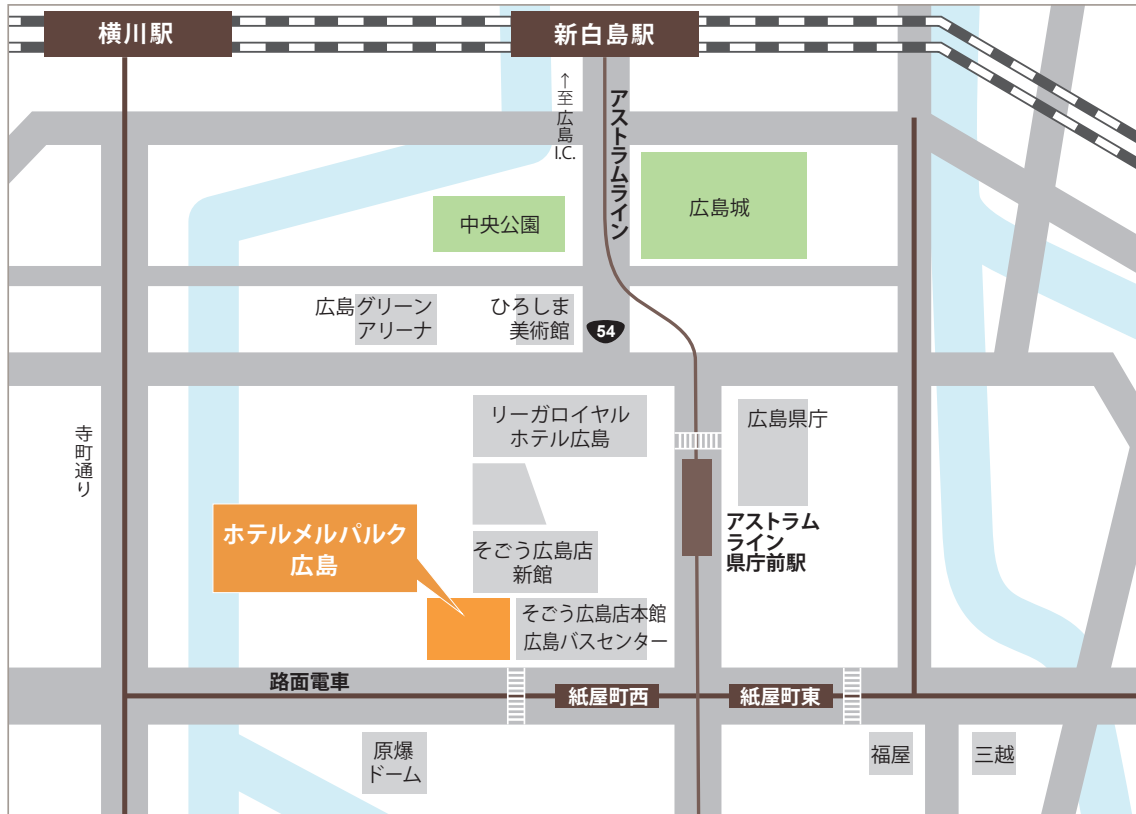 横川駅
新白島駅
↑至 広島
I.C.
アストラムライン
中央公園
広島城
広島グリーン
アリーナ
ひろしま
美術館
54
リーガロイヤル
ホテル広島
広島県庁
寺町通り
ホテルメルパルク
広島
そごう広島店
新館
アストラム
ライン
県庁前駅
そごう広島店本館
広島バスセンター
路面電車
紙屋町西
紙屋町東
原爆
ドーム
福屋
三越